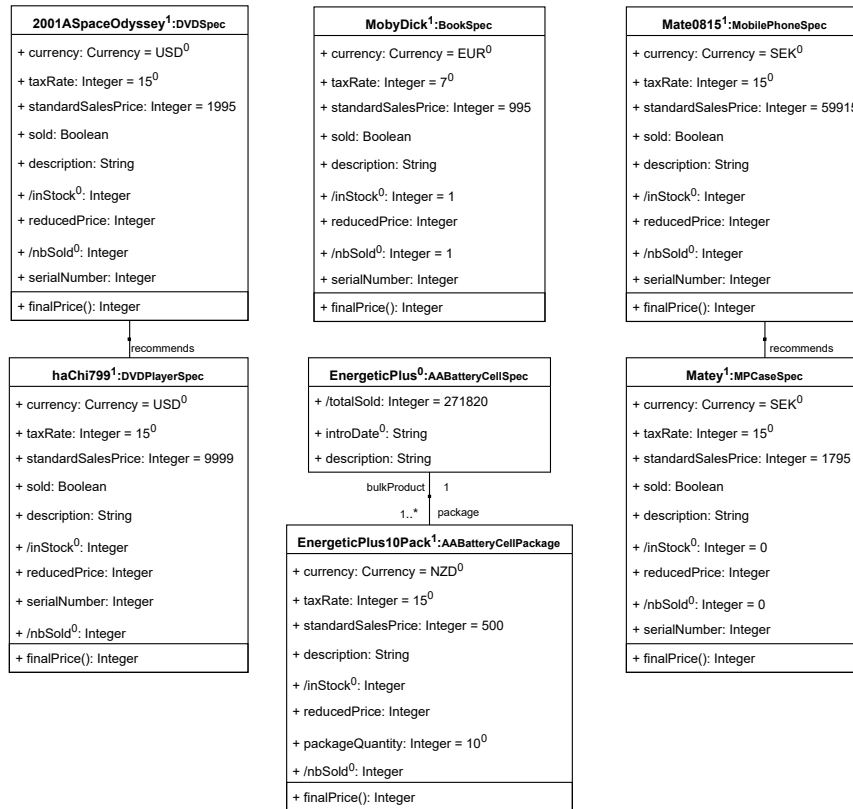 2001ASpaceOdyssey¹:DVDSpec
+ currency: Currency = USD⁰
+ taxRate: Integer = 15⁰
+ standardSalesPrice: Integer = 1995
+ sold: Boolean
+ description: String
+ /inStock⁰: Integer
+ reducedPrice: Integer
+ /nbSold⁰: Integer
+ serialNumber: Integer
+ finalPrice(): Integer
MobyDick¹:BookSpec
+ currency: Currency = EUR⁰
+ taxRate: Integer = 7⁰
+ standardSalesPrice: Integer = 995
+ sold: Boolean
+ description: String
+ /inStock⁰: Integer = 1
+ reducedPrice: Integer
+ /nbSold⁰: Integer = 1
+ serialNumber: Integer
+ finalPrice(): Integer
Mate0815¹:MobilePhoneSpec
+ currency: Currency = SEK⁰
+ taxRate: Integer = 15⁰
+ standardSalesPrice: Integer = 59915
+ sold: Boolean
+ description: String
+ /inStock⁰: Integer
+ reducedPrice: Integer
+ /nbSold⁰: Integer
+ serialNumber: Integer
+ finalPrice(): Integer
recommends
recommends
haChi799¹:DVDPlayerSpec
+ currency: Currency = USD⁰
+ taxRate: Integer = 15⁰
+ standardSalesPrice: Integer = 9999
+ sold: Boolean
+ description: String
+ /inStock⁰: Integer
+ reducedPrice: Integer
+ serialNumber: Integer
+ /nbSold⁰: Integer
+ finalPrice(): Integer
EnergeticPlus⁰:AABatteryCellSpec
+ /totalSold: Integer = 271820
+ introDate⁰: String
+ description: String
bulkProduct 1
1..* package
EnergeticPlus10Pack¹:AABatteryCellPackage
+ currency: Currency = NZD⁰
+ taxRate: Integer = 15⁰
+ standardSalesPrice: Integer = 500
+ description: String
+ /inStock⁰: Integer
+ reducedPrice: Integer
+ packageQuantity: Integer = 10⁰
+ /nbSold⁰: Integer
+ finalPrice(): Integer
Matey¹:MPCaseSpec
+ currency: Currency = SEK⁰
+ taxRate: Integer = 15⁰
+ standardSalesPrice: Integer = 1795
+ sold: Boolean
+ description: String
+ /inStock⁰: Integer = 0
+ reducedPrice: Integer
+ /nbSold⁰: Integer = 0
+ serialNumber: Integer
+ finalPrice(): Integer